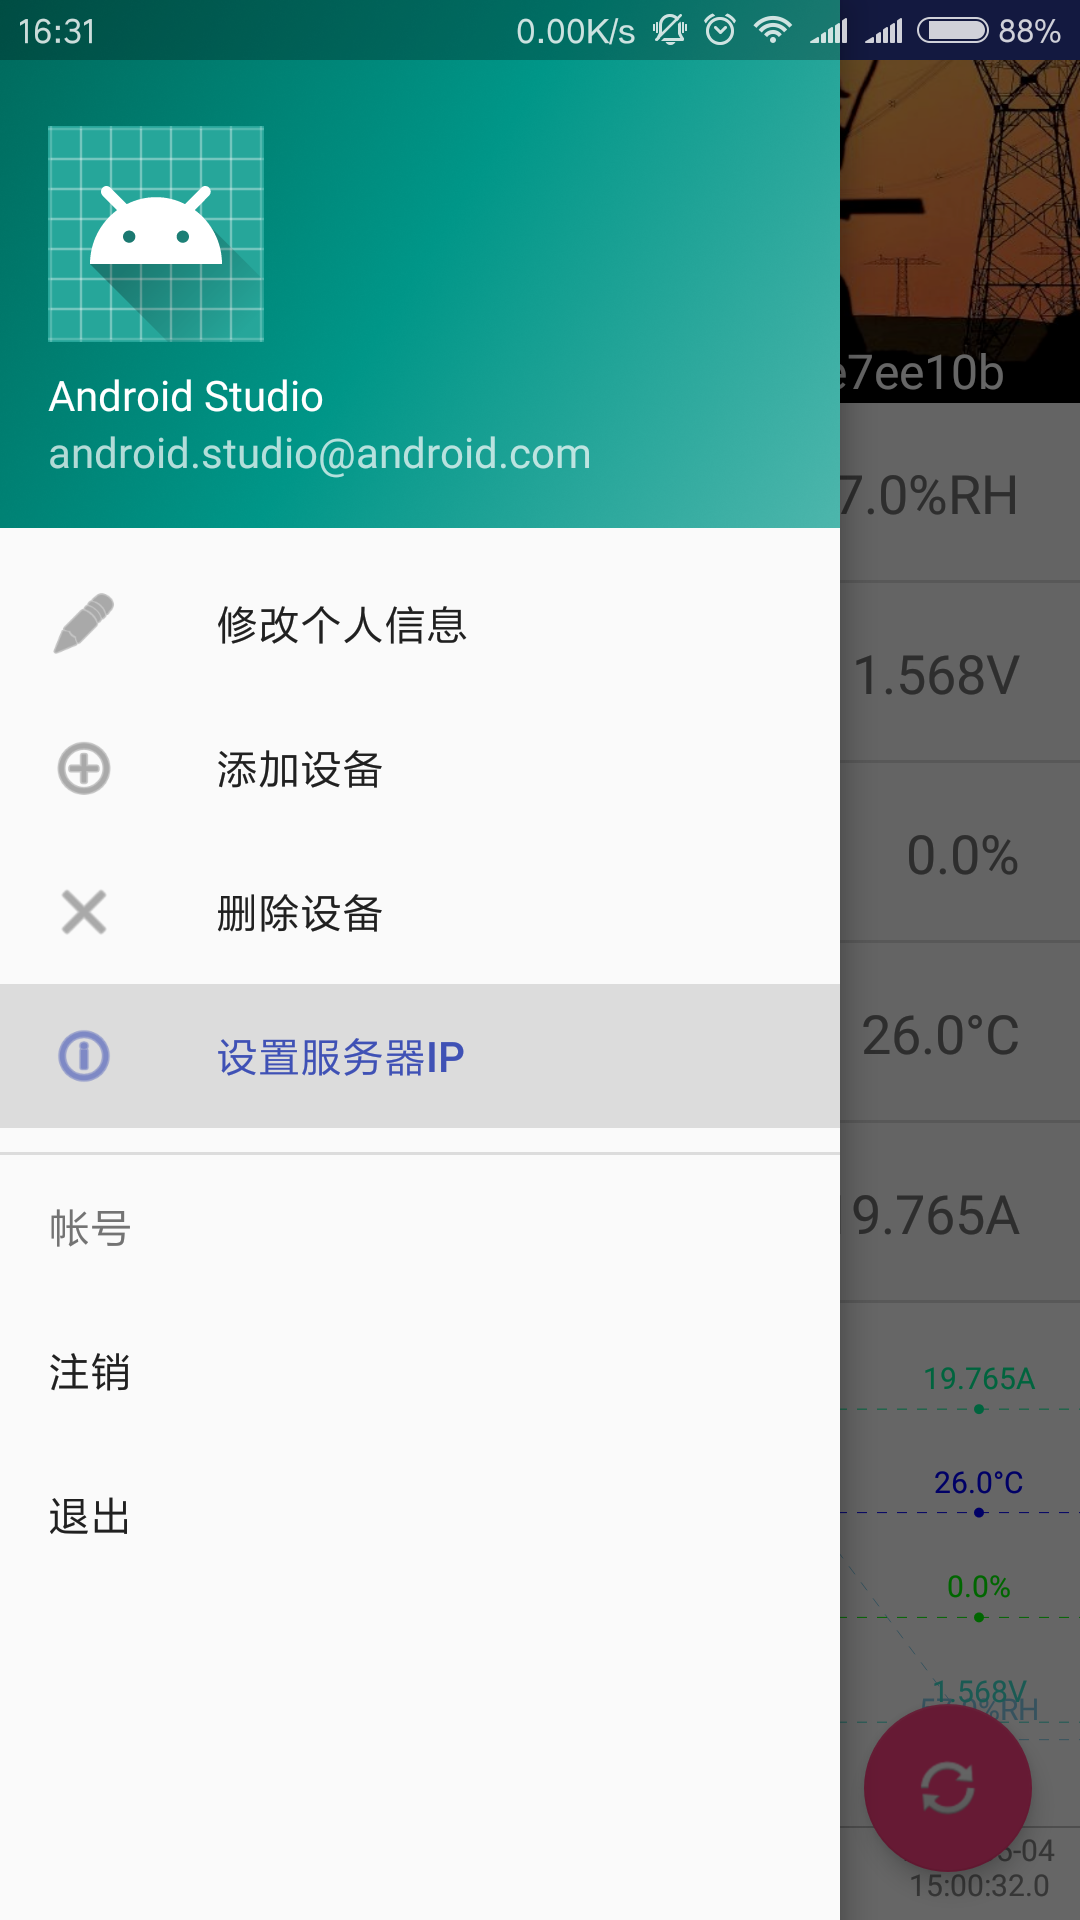 16:31 0.00K/s 88%
e7ee10b
Android Studio
android.studio@android.com
7.0%RH
修改个人信息
1.568V
添加设备
0.0%
删除设备
26.0°C
设置服务器IP
9.765A
帐号
注销
退出
19.765A
26.0°C
0.0%
1.568V
%RH
-04
15:00:32.0